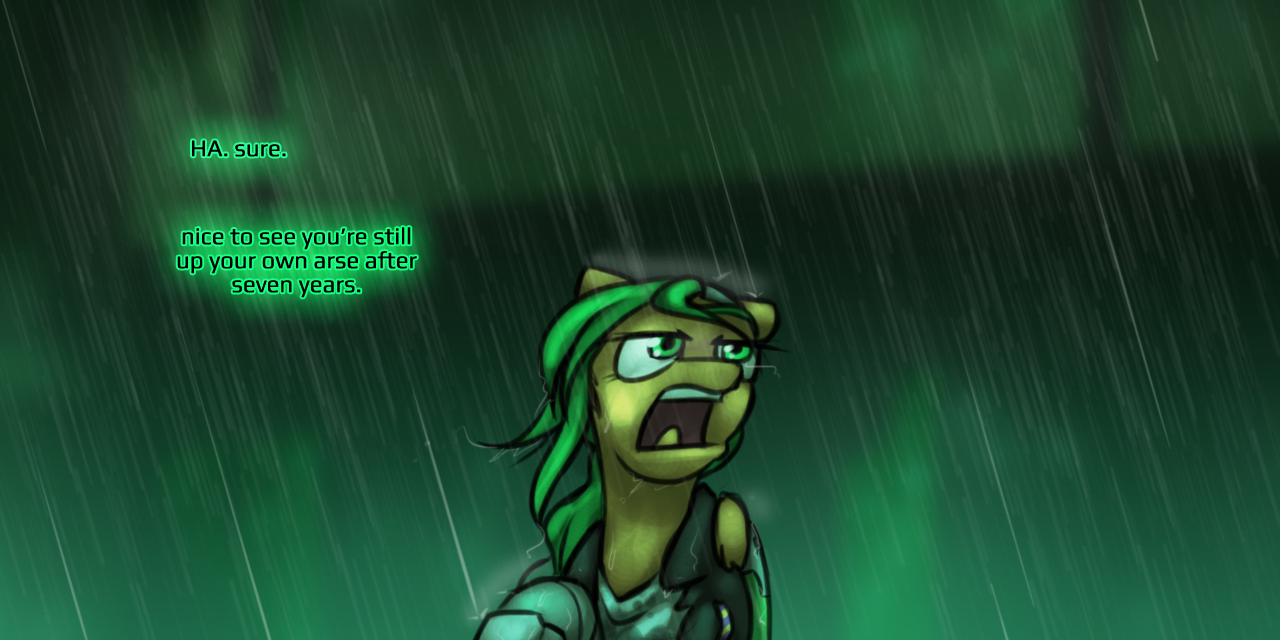 HA. sure.
nice to see you're still
up your own arse after
seven years.